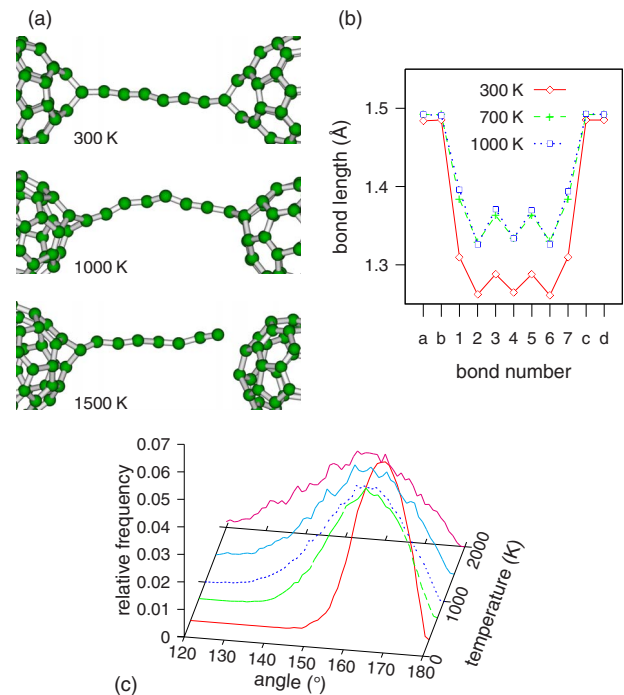 (a)
300 K
1000 K
1500 K
(b)
300 K
700 K
1000 K
bond length (Å)
1.5
1.4
1.3
a b 1 2 3 4 5 6 7 c d
bond number
relative frequency
0.07
0.06
0.05
0.04
0.03
0.02
0.01
0
120 130 140 150 160 170 180
angle (°)
0
1000
2000
temperature (K)
(c)